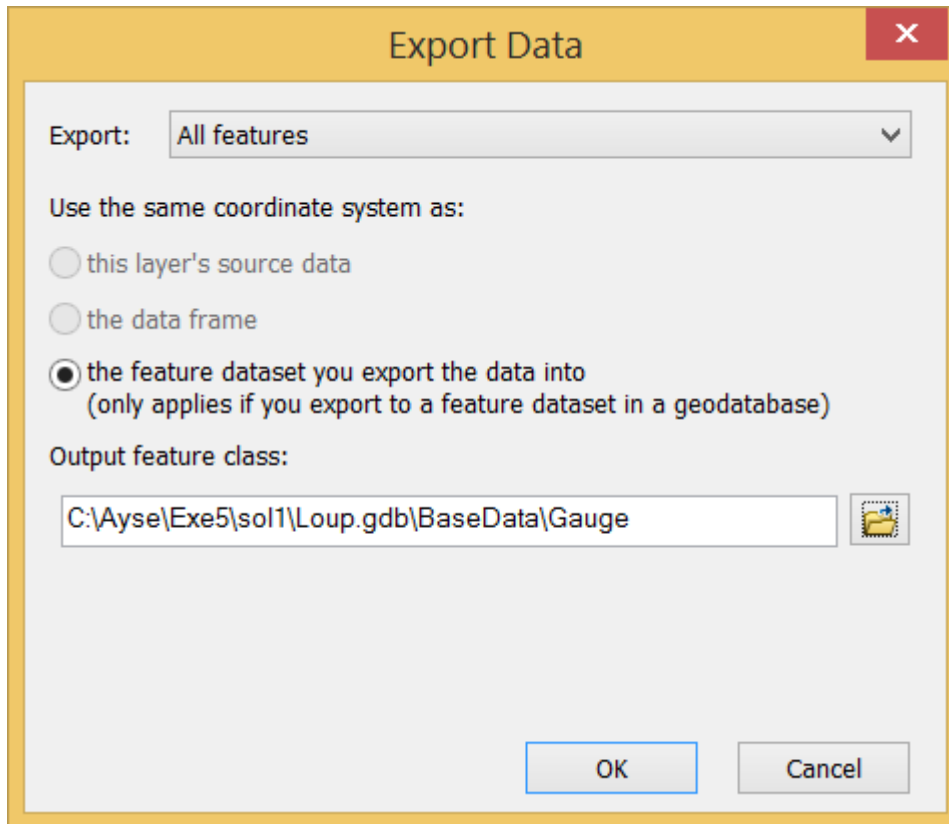 Export Data
Export: All features
Use the same coordinate system as:
this layer's source data
the data frame
the feature dataset you export the data into
(only applies if you export to a feature dataset in a geodatabase)
Output feature class:
C:\Ayse\Exe5\sol1\Loup.gdb\BaseData\Gauge
OK Cancel